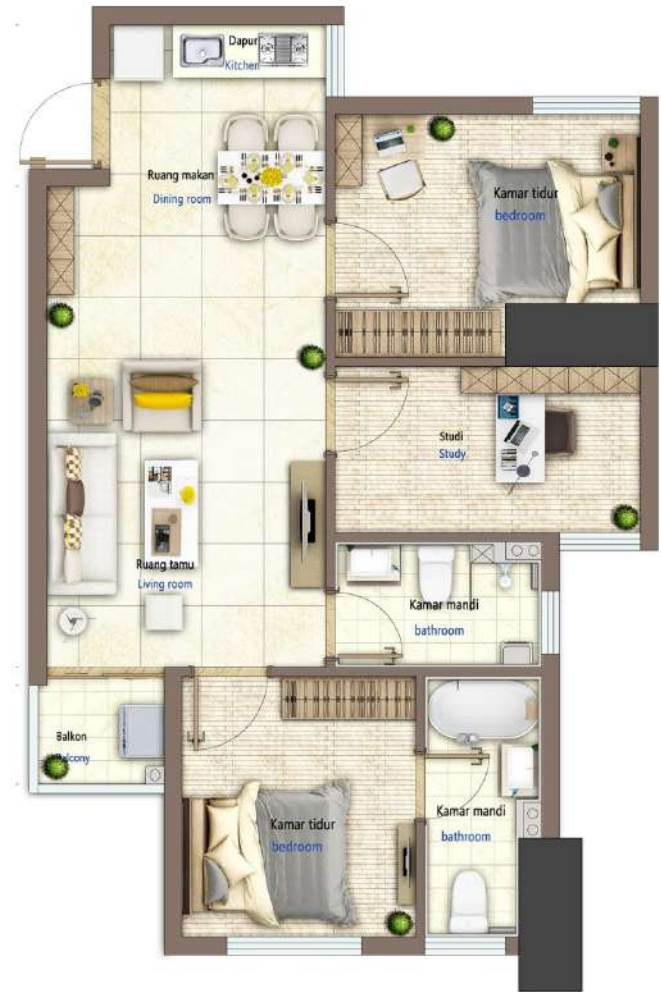 Dapur
Kitchen
Ruang makan
Dining room
Kamar tidur
bedroom
Studi
Study
Ruang tamu
Living room
Kamar mandi
bathroom
Balkon
Balcony
Kamar tidur
bedroom
Kamar mandi
bathroom